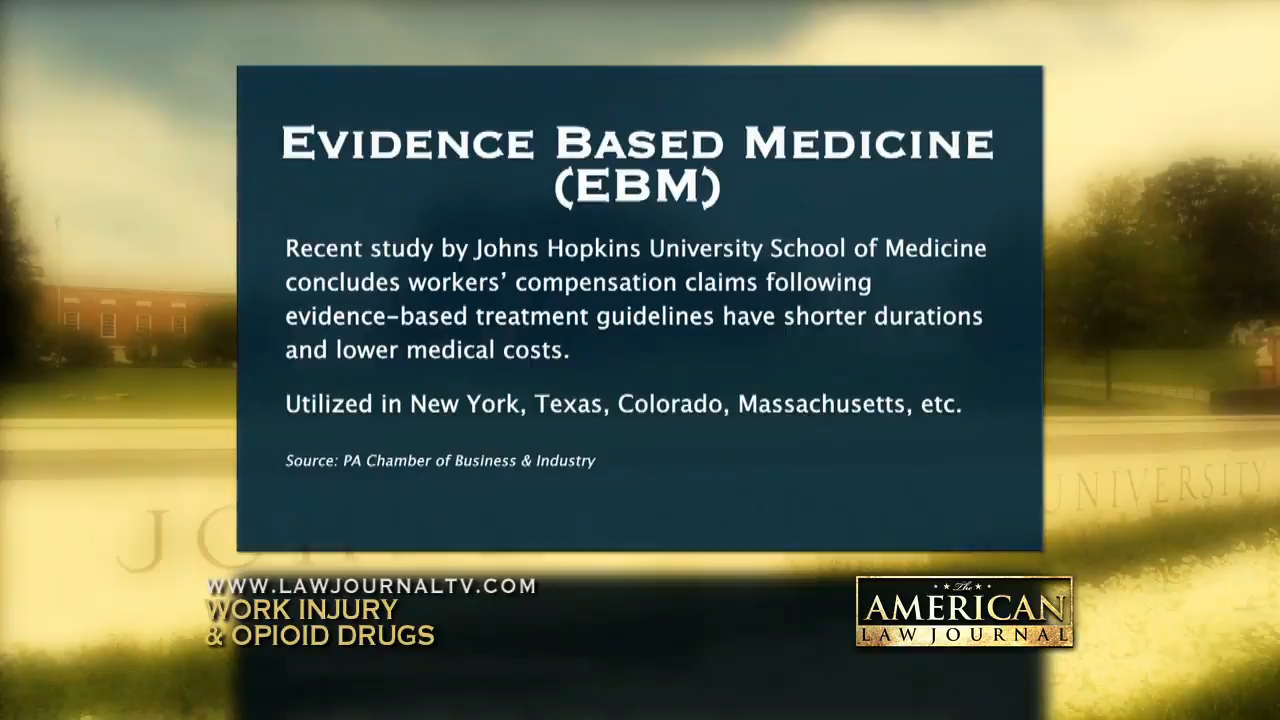 EVIDENCE BASED MEDICINE
(EBM)
Recent study by Johns Hopkins University School of Medicine
concludes workers' compensation claims following
evidence-based treatment guidelines have shorter durations
and lower medical costs.
Utilized in New York, Texas, Colorado, Massachusetts, etc.
Source: PA Chamber of Business & Industry
JOH
UNIVERSITY
WWW.LAWJOURNALTV.COM
WORK INJURY
& OPIOID DRUGS
The
AMERICAN
LAW JOURNAL